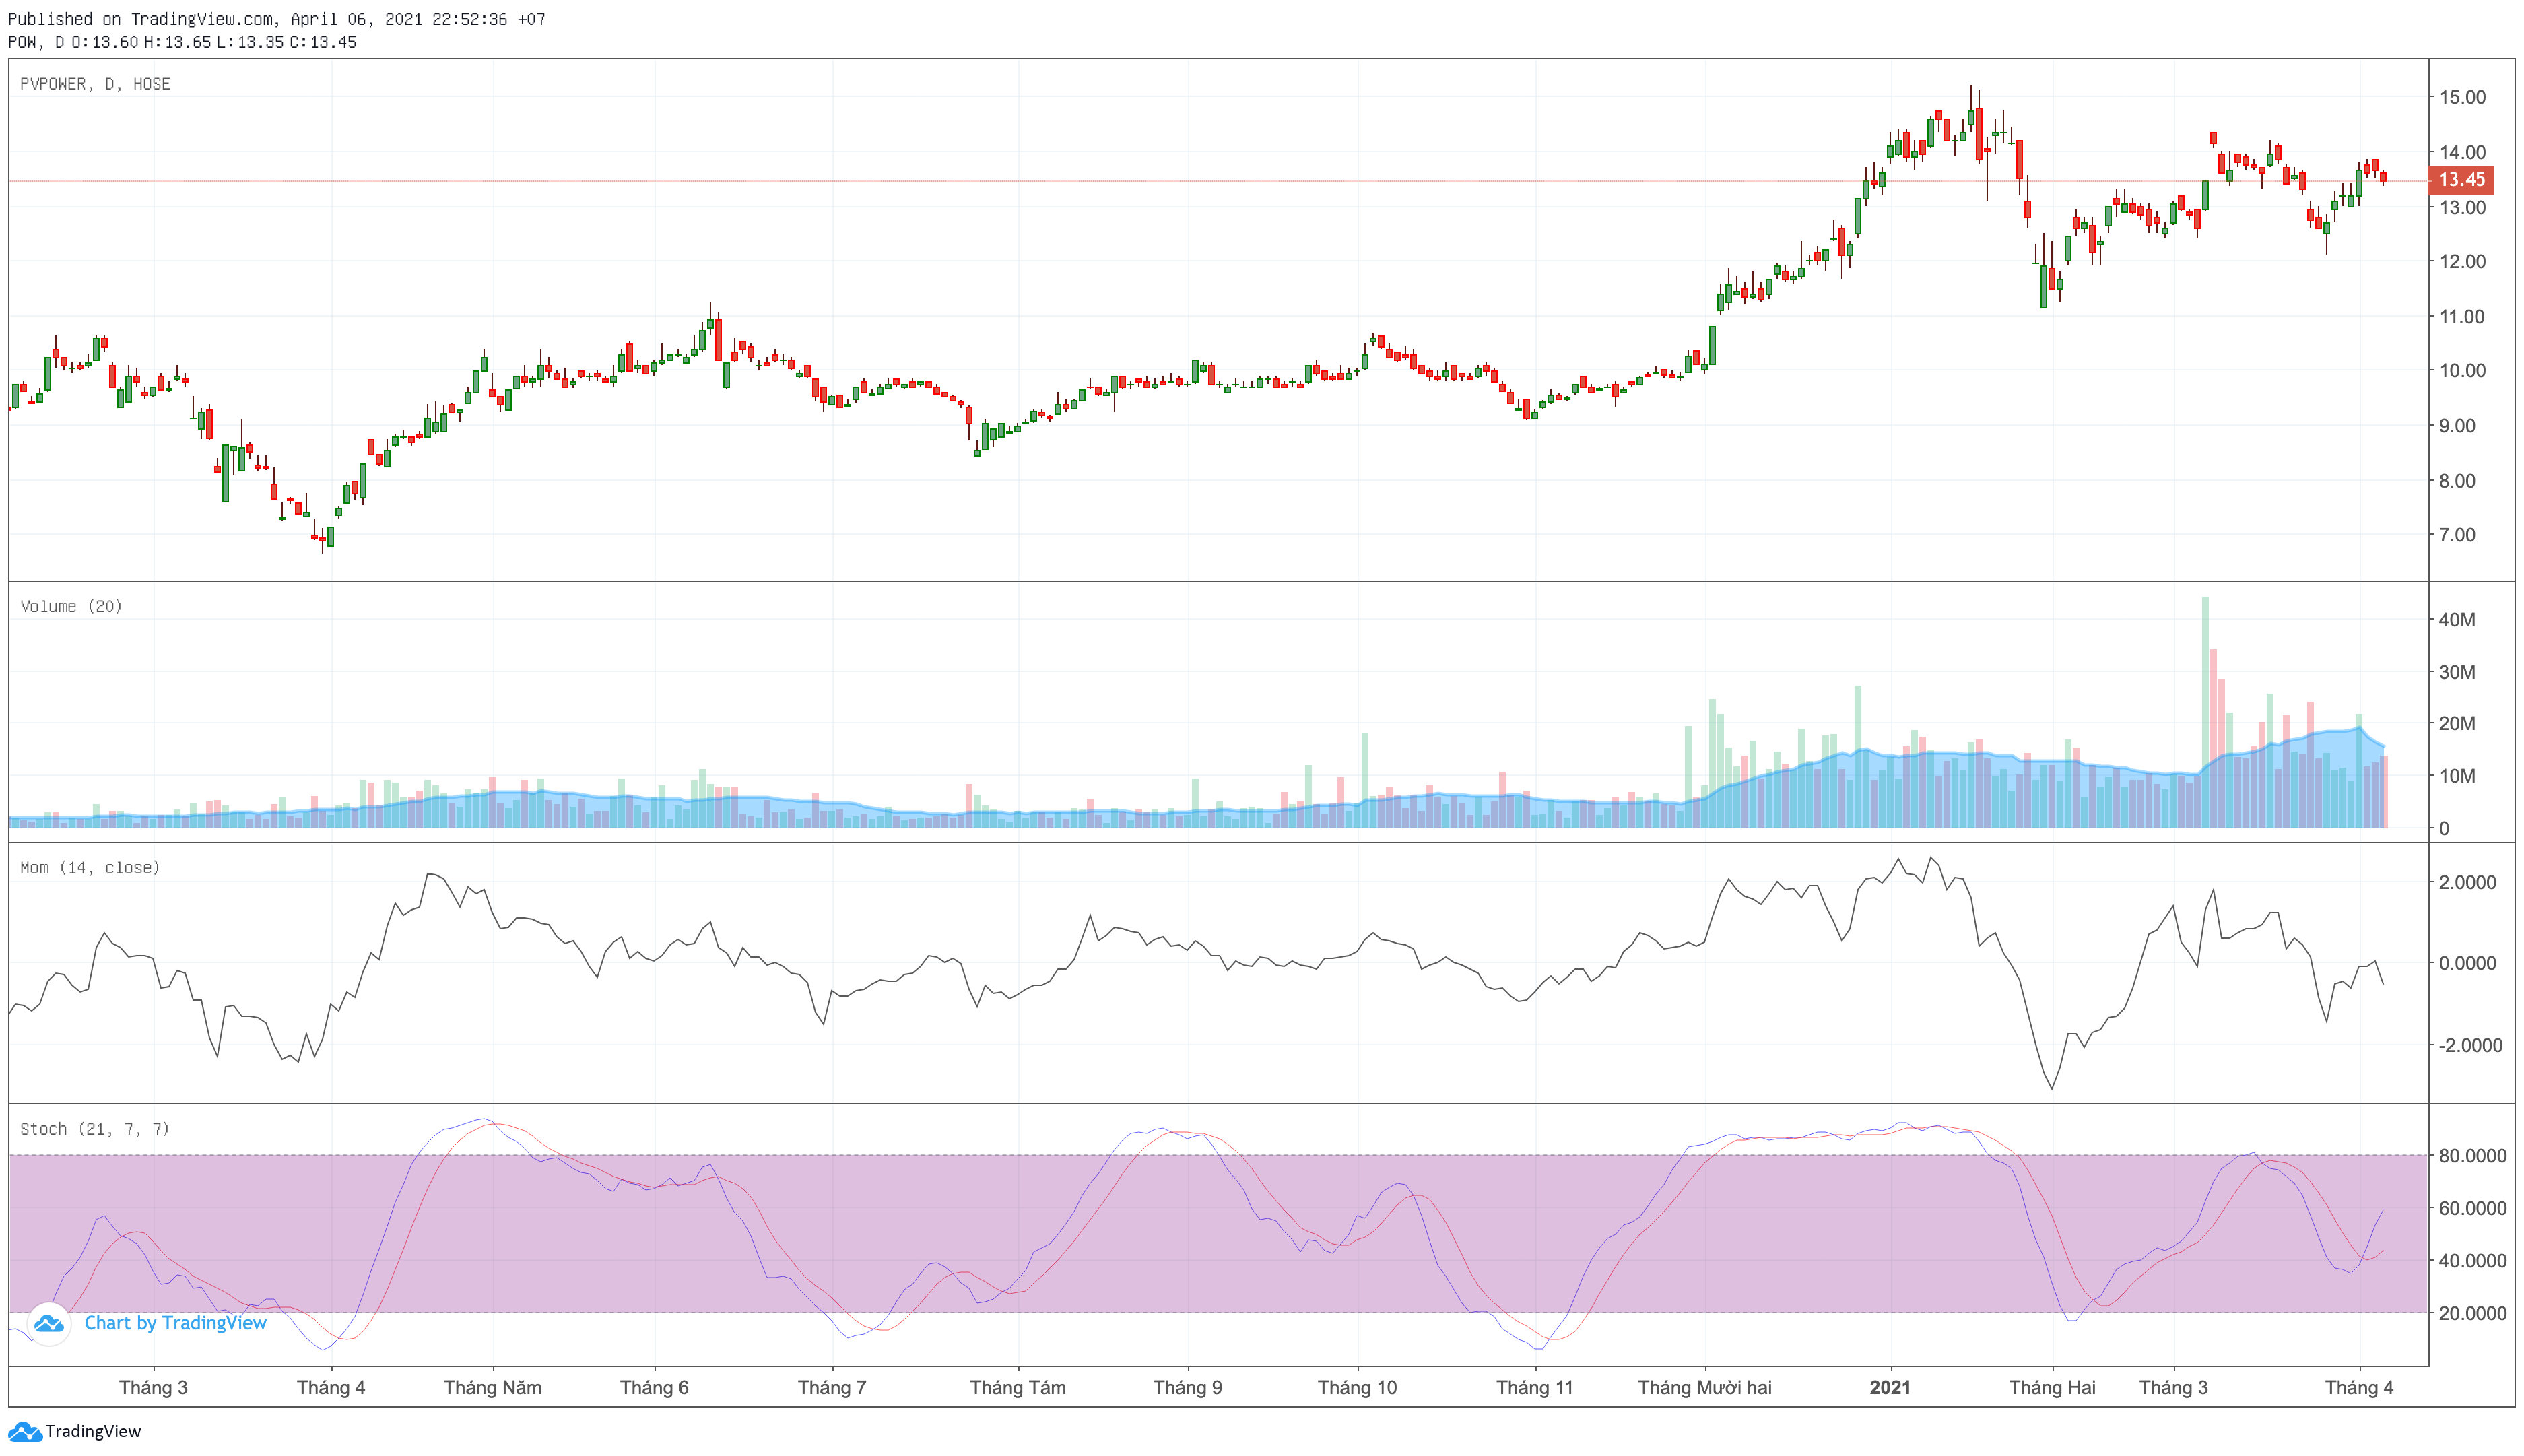 Published on TradingView.com, April 06, 2021 22:52:36 +07
POW, D O:13.60 H:13.65 L:13.35 C:13.45
PVPOWER, D, HOSE
15.00
14.00
13.45
13.00
12.00
11.00
10.00
9.00
8.00
7.00
Volume (20)
40M
30M
20M
10M
0
Mom (14, close)
2.0000
0.0000
-2.0000
Stoch (21, 7, 7)
80.0000
60.0000
40.0000
20.0000
Chart by TradingView
Tháng 3 Tháng 4 Tháng Năm Tháng 6 Tháng 7 Tháng Tám Tháng 9 Tháng 10 Tháng 11 Tháng Mười hai 2021 Tháng Hai Tháng 3 Tháng 4
TradingView